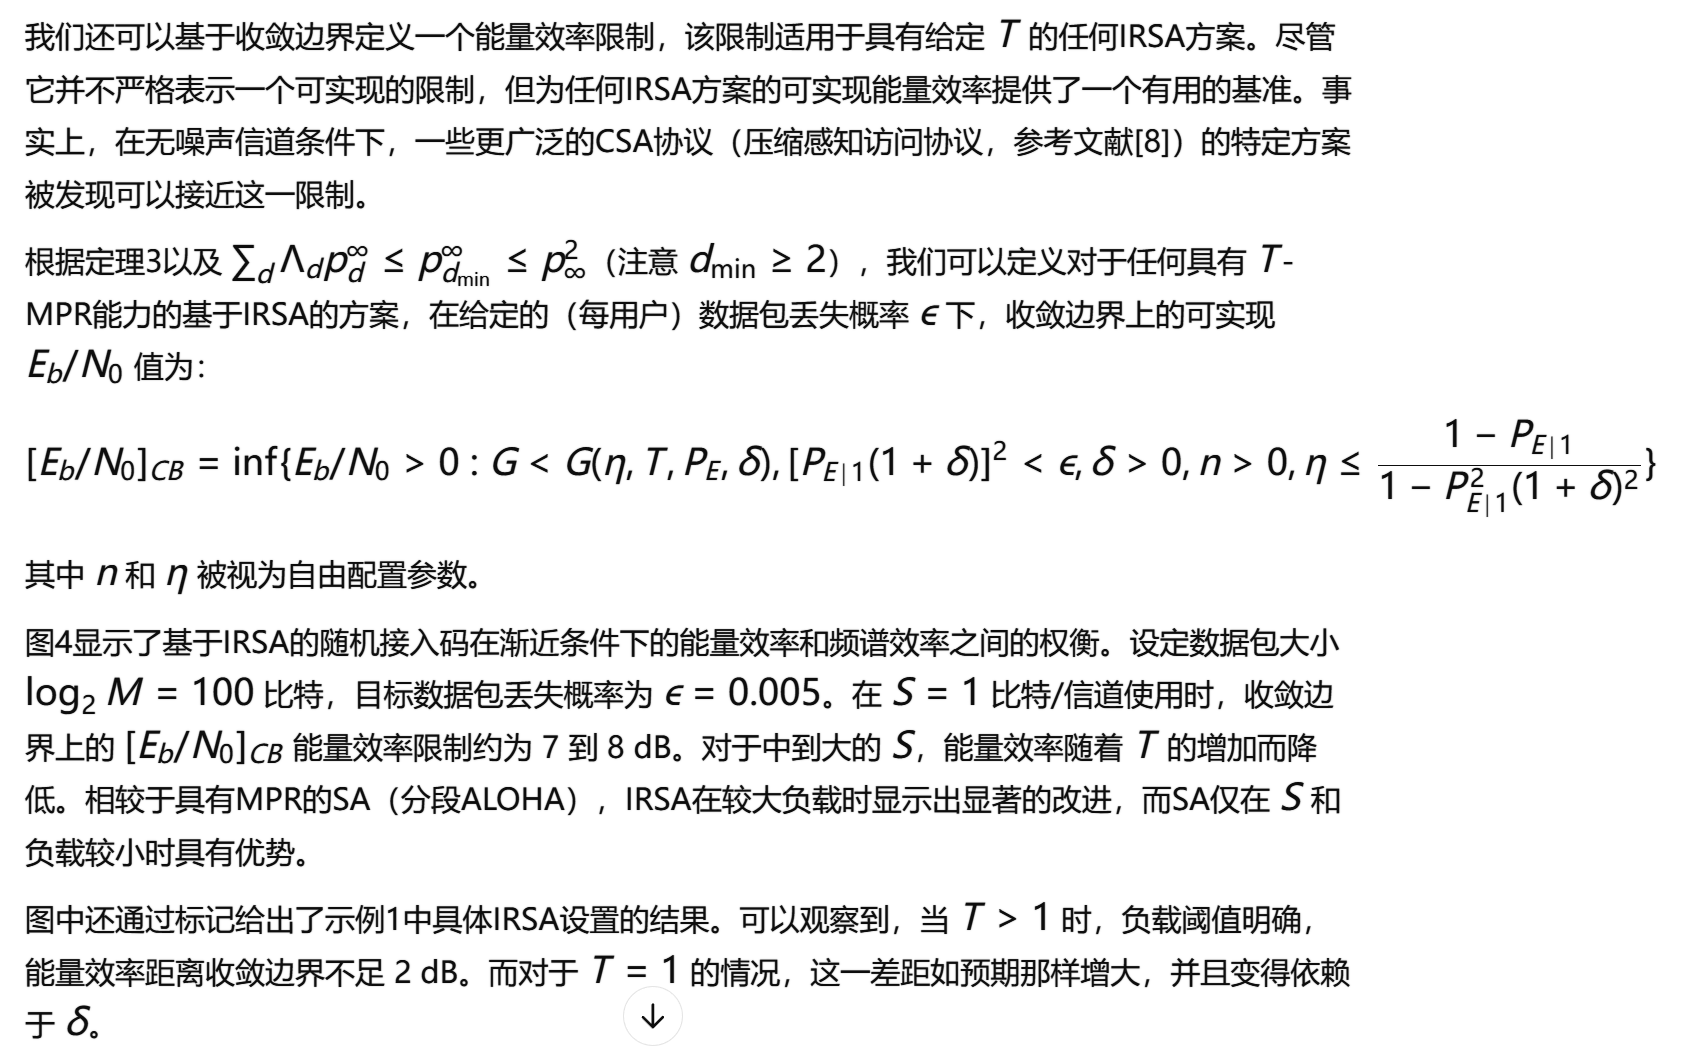 我们还可以基于收敛边界定义一个能量效率限制，该限制适用于具有给定 T 的任何IRSA方案。尽管
它并不严格表示一个可实现的限制，但为任何IRSA方案的可实现能量效率提供了一个有用的基准。事
实上，在无噪声信道条件下，一些更广泛的CSA协议（压缩感知访问协议，参考文献[8]）的特定方案
被发现可以接近这一限制。
根据定理3以及 ∑_d Λ_d p_d^∞ ≤ p_{d_min}^∞ ≤ p_∞^2（注意 d_min ≥ 2），我们可以定义对于任何具有 T-
MPR能力的基于IRSA的方案，在给定的（每用户）数据包丢失概率 ϵ 下，收敛边界上的可实现
E_b/N_0 值为：
[E_b/N_0]_{CB} = inf{E_b/N_0 > 0 : G < G(η, T, P_E, δ), [P_{E|1}(1 + δ)]^2 < ϵ, δ > 0, n > 0, η ≤ \frac{1 − P_{E|1}}{1 − P_{E|1}^2(1 + δ)^2}}
其中 n 和 η 被视为自由配置参数。
图4显示了基于IRSA的随机接入码在渐近条件下的能量效率和频谱效率之间的权衡。设定数据包大小
log_2 M = 100 比特，目标数据包丢失概率为 ϵ = 0.005。在 S = 1 比特/信道使用时，收敛边
界上的 [E_b/N_0]_{CB} 能量效率限制约为 7 到 8 dB。对于中到大的 S，能量效率随着 T 的增加而降
低。相较于具有MPR的SA（分段ALOHA），IRSA在较大负载时显示出显著的改进，而SA仅在 S 和
负载较小时具有优势。
图中还通过标记给出了示例1中具体IRSA设置的结果。可以观察到，当 T > 1 时，负载阈值明确，
能量效率距离收敛边界不足 2 dB。而对于 T = 1 的情况，这一差距如预期那样增大，并且变得依赖
于 δ。